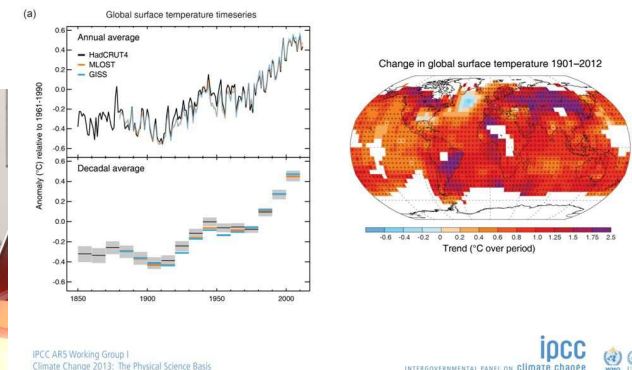 (a)
Global surface temperature timeseries
Annual average
HadCRUT4
MLOST
GISS
0.6
0.4
0.2
0.0
-0.2
-0.4
-0.6
Anomaly (°C) relative to 1961-1990
Decadal average
0.6
0.4
0.2
0.0
-0.2
-0.4
-0.6
1850 1900 1950 2000
Change in global surface temperature 1901–2012
-0.6 -0.4 -0.2 0 0.2 0.4 0.6 0.8 1.0 1.25 1.5 1.75 2.5
Trend (°C over period)
IPCC AR5 Working Group I
Climate Change 2013: The Physical Science Basis
ipcc
INTERGOVERNMENTAL PANEL ON climate change
WMO